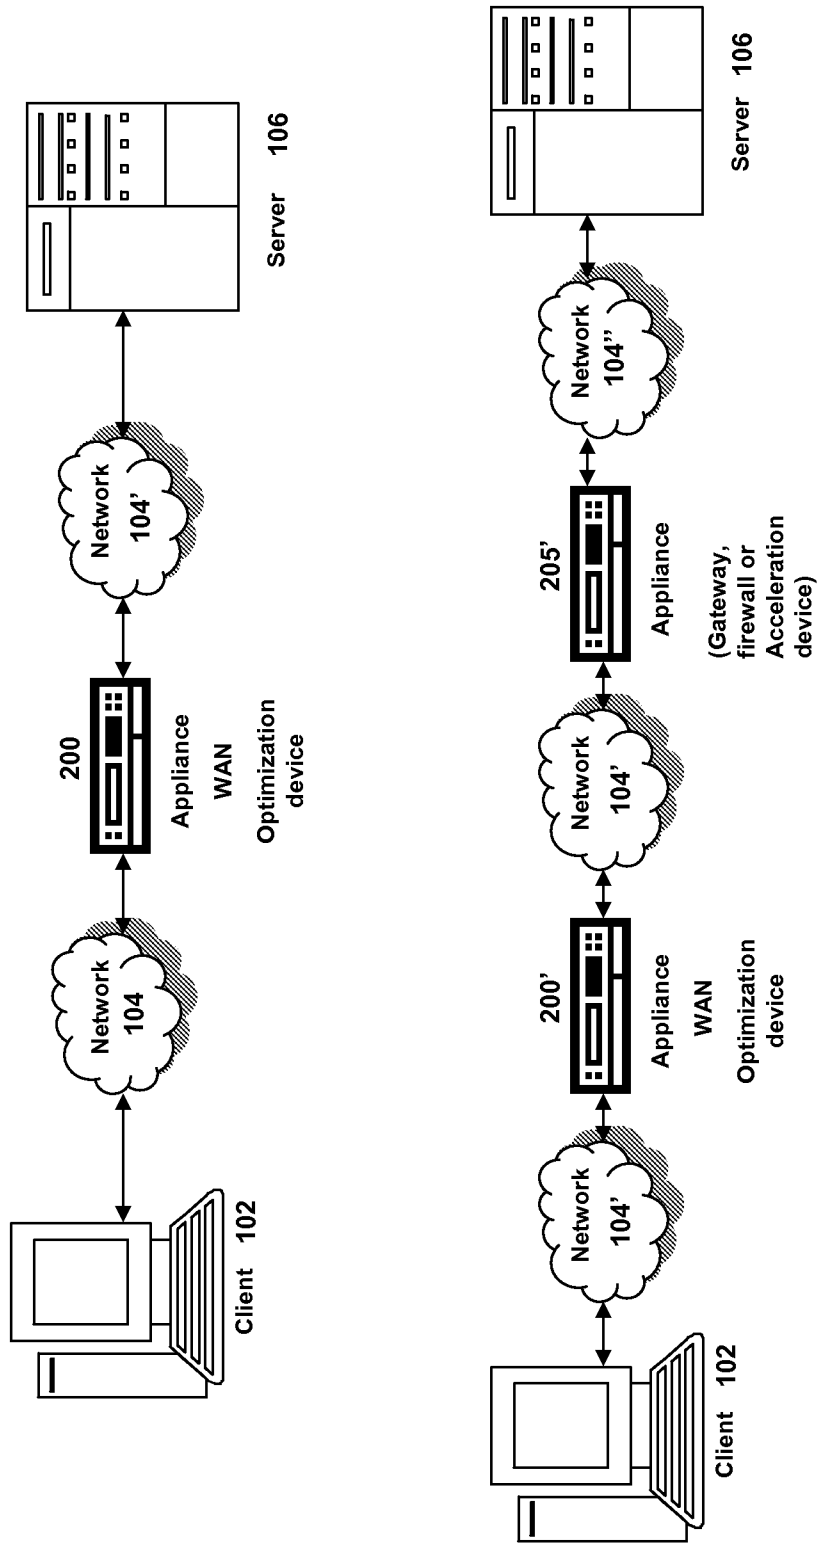 200
205’
200’
Network
104
Network
104’
Client 102
Appliance
WAN
Optimization
device
Server 106
Network
104’
Network
104’
Network
104’’
Client 102
Appliance
WAN
Optimization
device
Appliance
(Gateway,
firewall or
Acceleration
device)
Server 106